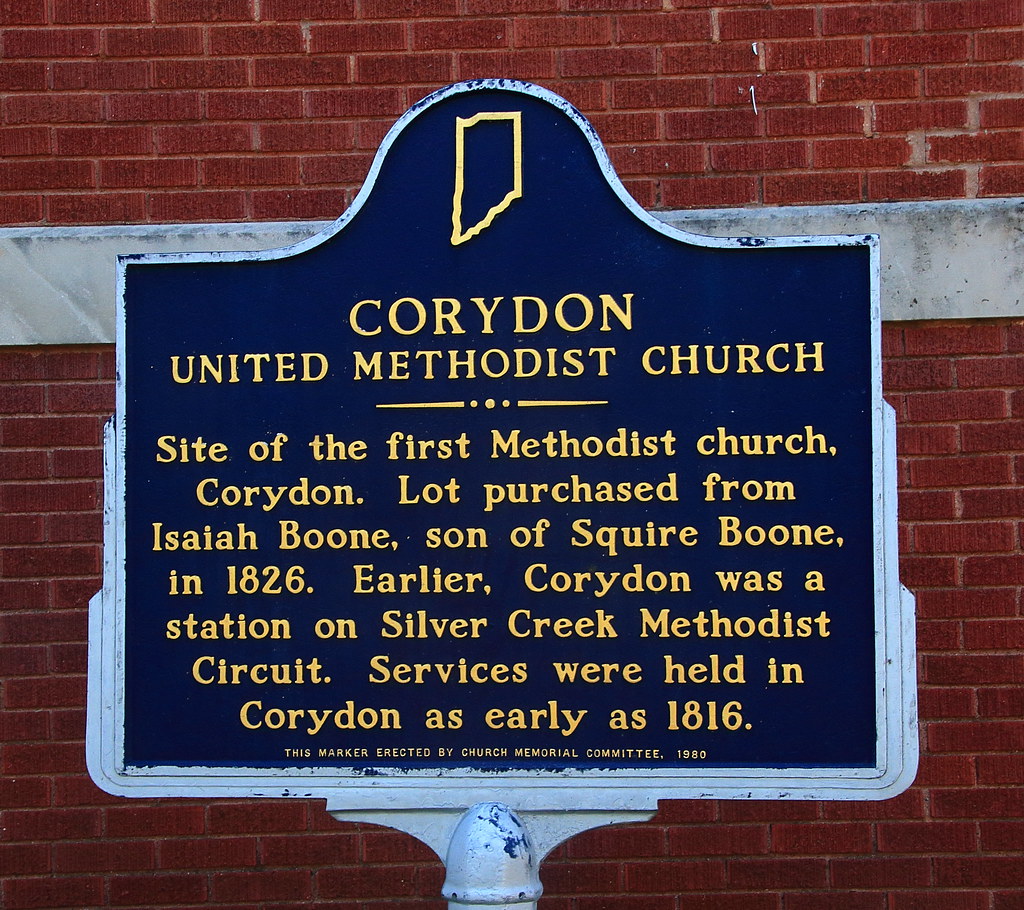 CORYDON
UNITED METHODIST CHURCH
Site of the first Methodist church,
Corydon. Lot purchased from
Isaiah Boone, son of Squire Boone,
in 1826. Earlier, Corydon was a
station on Silver Creek Methodist
Circuit. Services were held in
Corydon as early as 1816.
THIS MARKER ERECTED BY CHURCH MEMORIAL COMMITTEE, 1980